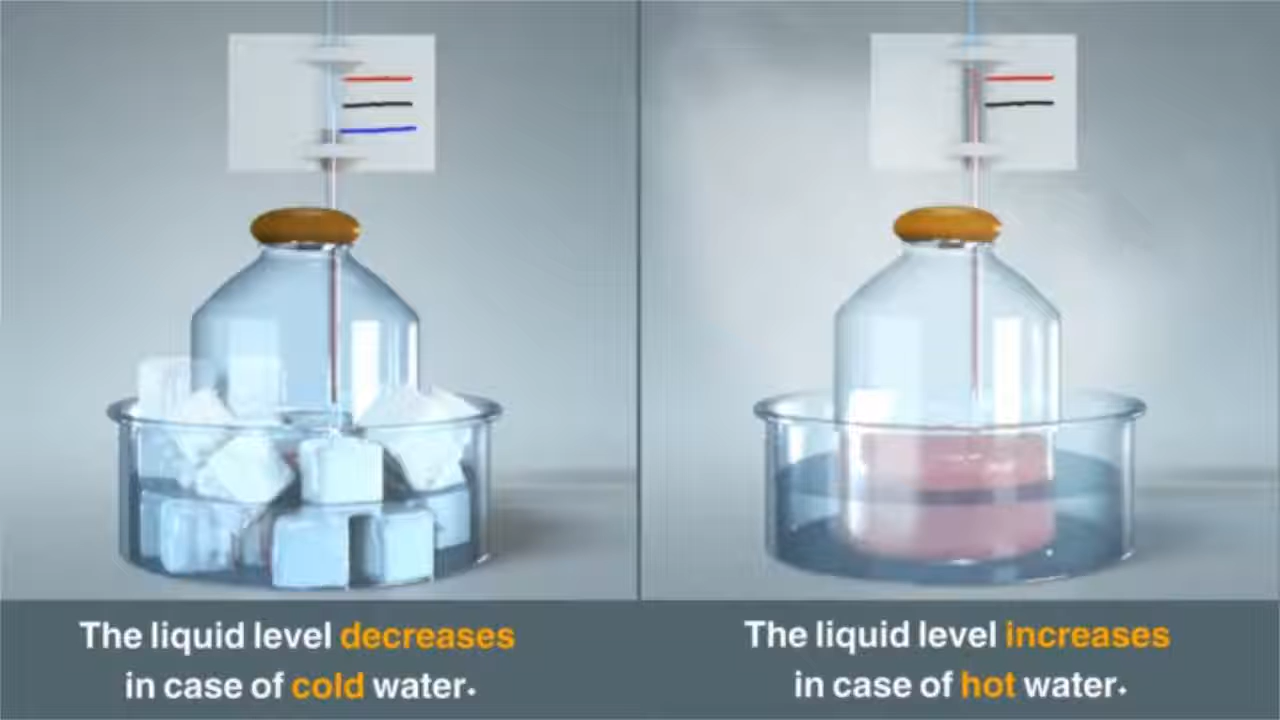 The liquid level decreases
in case of cold water.
The liquid level increases
in case of hot water.